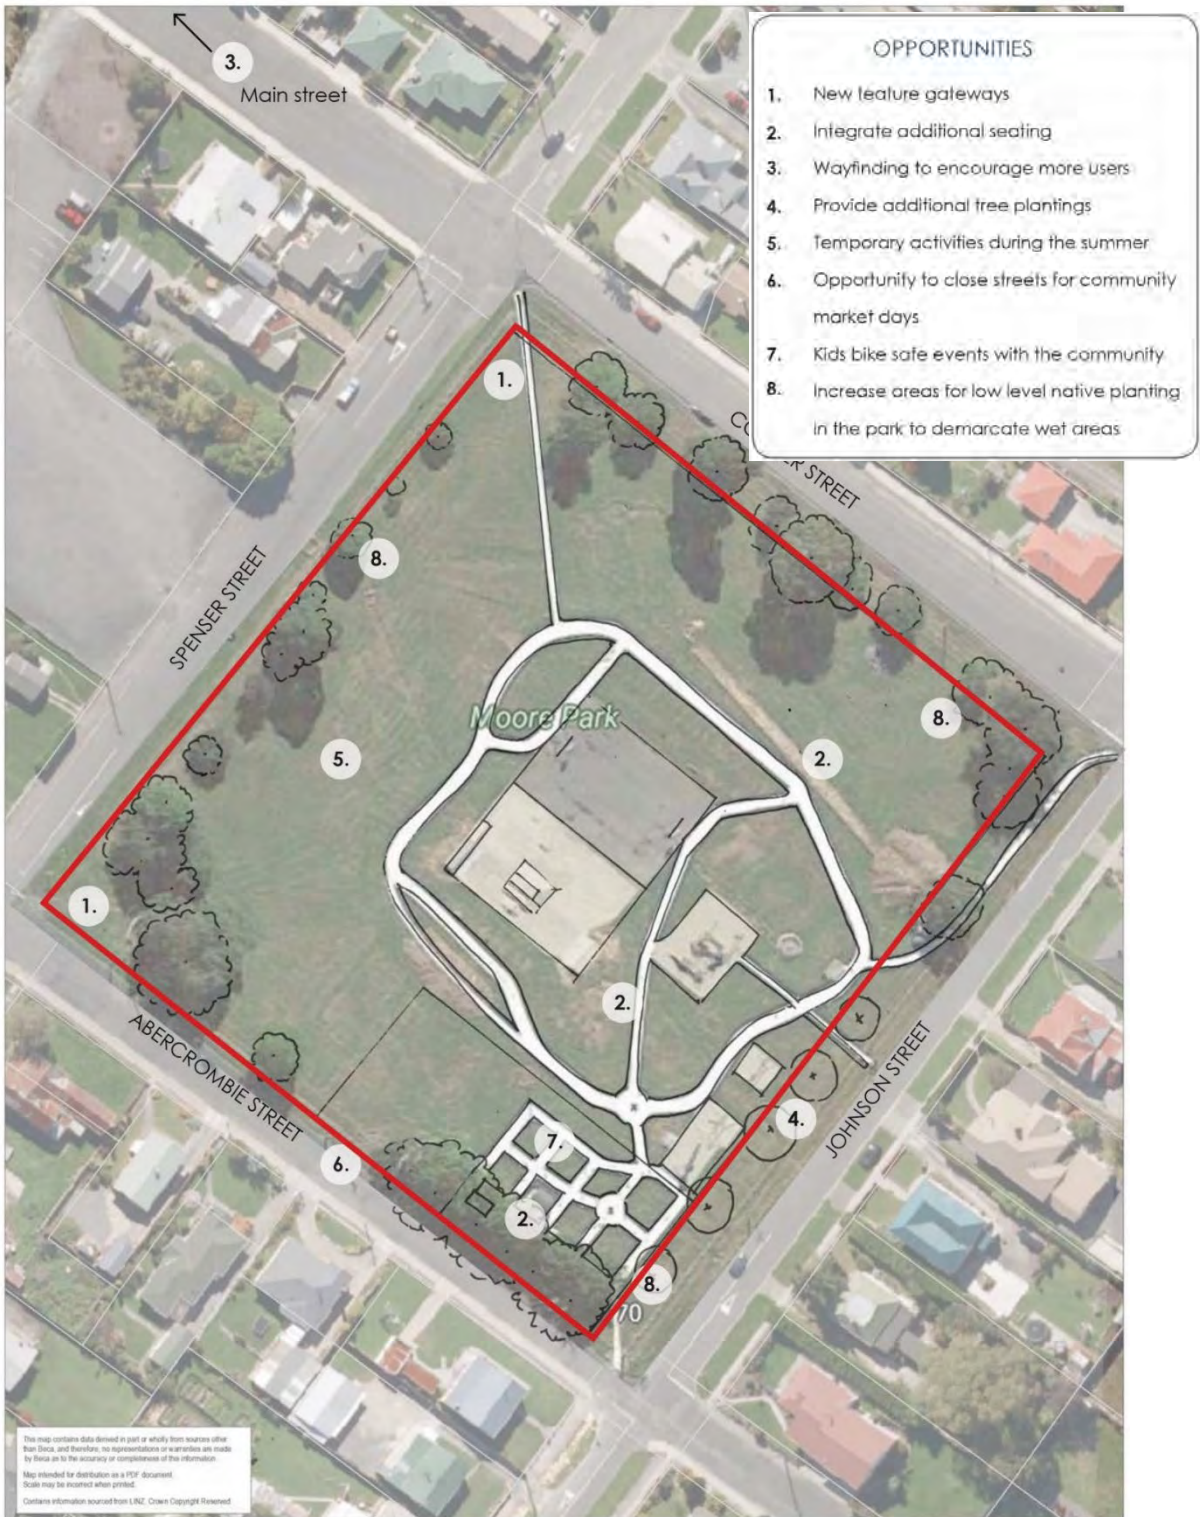 3.
Main street
OPPORTUNITIES
1. New feature gateways
2. Integrate additional seating
3. Wayfinding to encourage more users
4. Provide additional tree plantings
5. Temporary activities during the summer
6. Opportunity to close streets for community
market days
7. Kids bike safe events with the community
8. Increase areas for low level native planting
in the park to demarcate wet areas
1.
ER STREET
8.
SPENSER STREET
Moore Park
8.
5.
2.
1.
2.
ABERCROMBIE STREET
JOHNSON STREET
4.
7.
6.
2.
8.
70
This map contains data derived in part or wholly from sources other
than Beca, and therefore, no representations or warranties are made
by Beca as to the accuracy or completeness of this information.
Map intended for distribution as a PDF document.
Scale may be incorrect when printed.
Contains information sourced from LINZ. Crown Copyright Reserved.